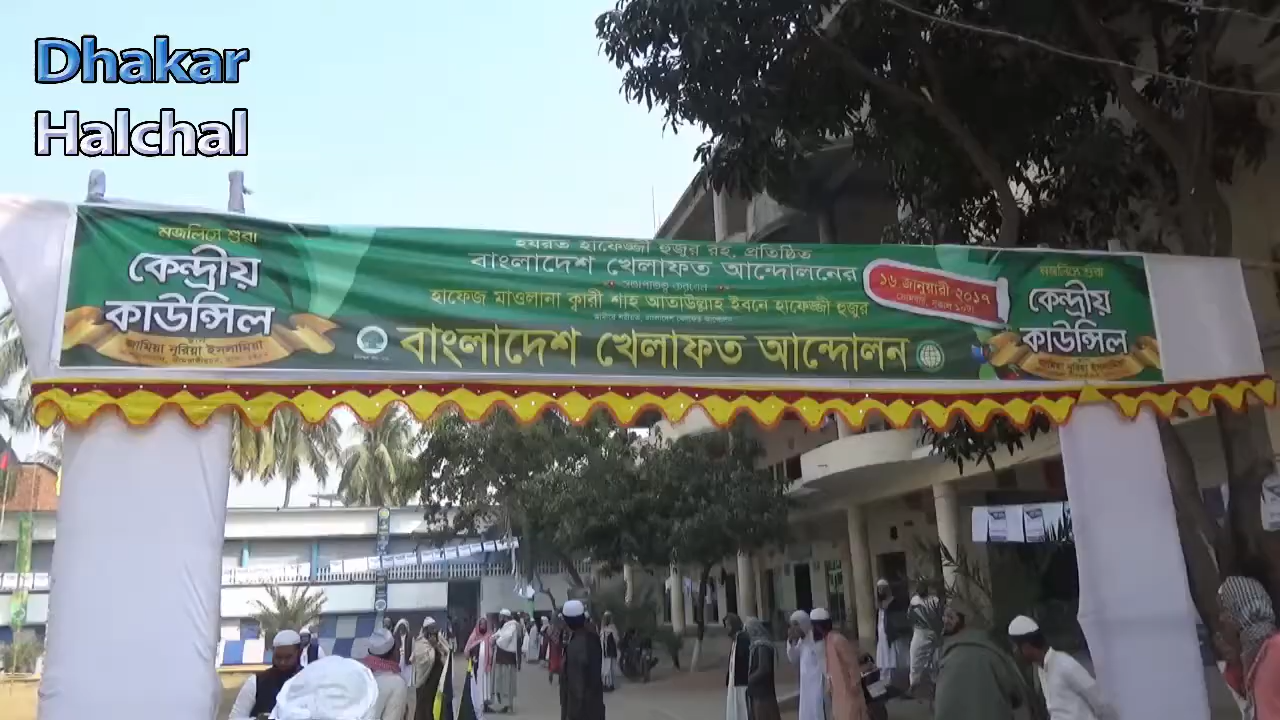 Dhakar
Halchal
মজলিসে শুরা
কেন্দ্রীয়
কাউন্সিল
জামিয়া নূরিয়া ইসলামিয়া
হযরত হাফেজ্জী হুজুর রহ. প্রতিষ্ঠিত
বাংলাদেশ খেলাফত আন্দোলনের
হাফেজ মাওলানা ক্বারী শাহ আতাউল্লাহ ইবনে হাফেজ্জী হুজুর
বাংলাদেশ খেলাফত আন্দোলন
১৬ জানুয়ারী ২০১৭
মজলিসে শুরা
কেন্দ্রীয়
কাউন্সিল
জামিয়া নূরিয়া ইসলামিয়া